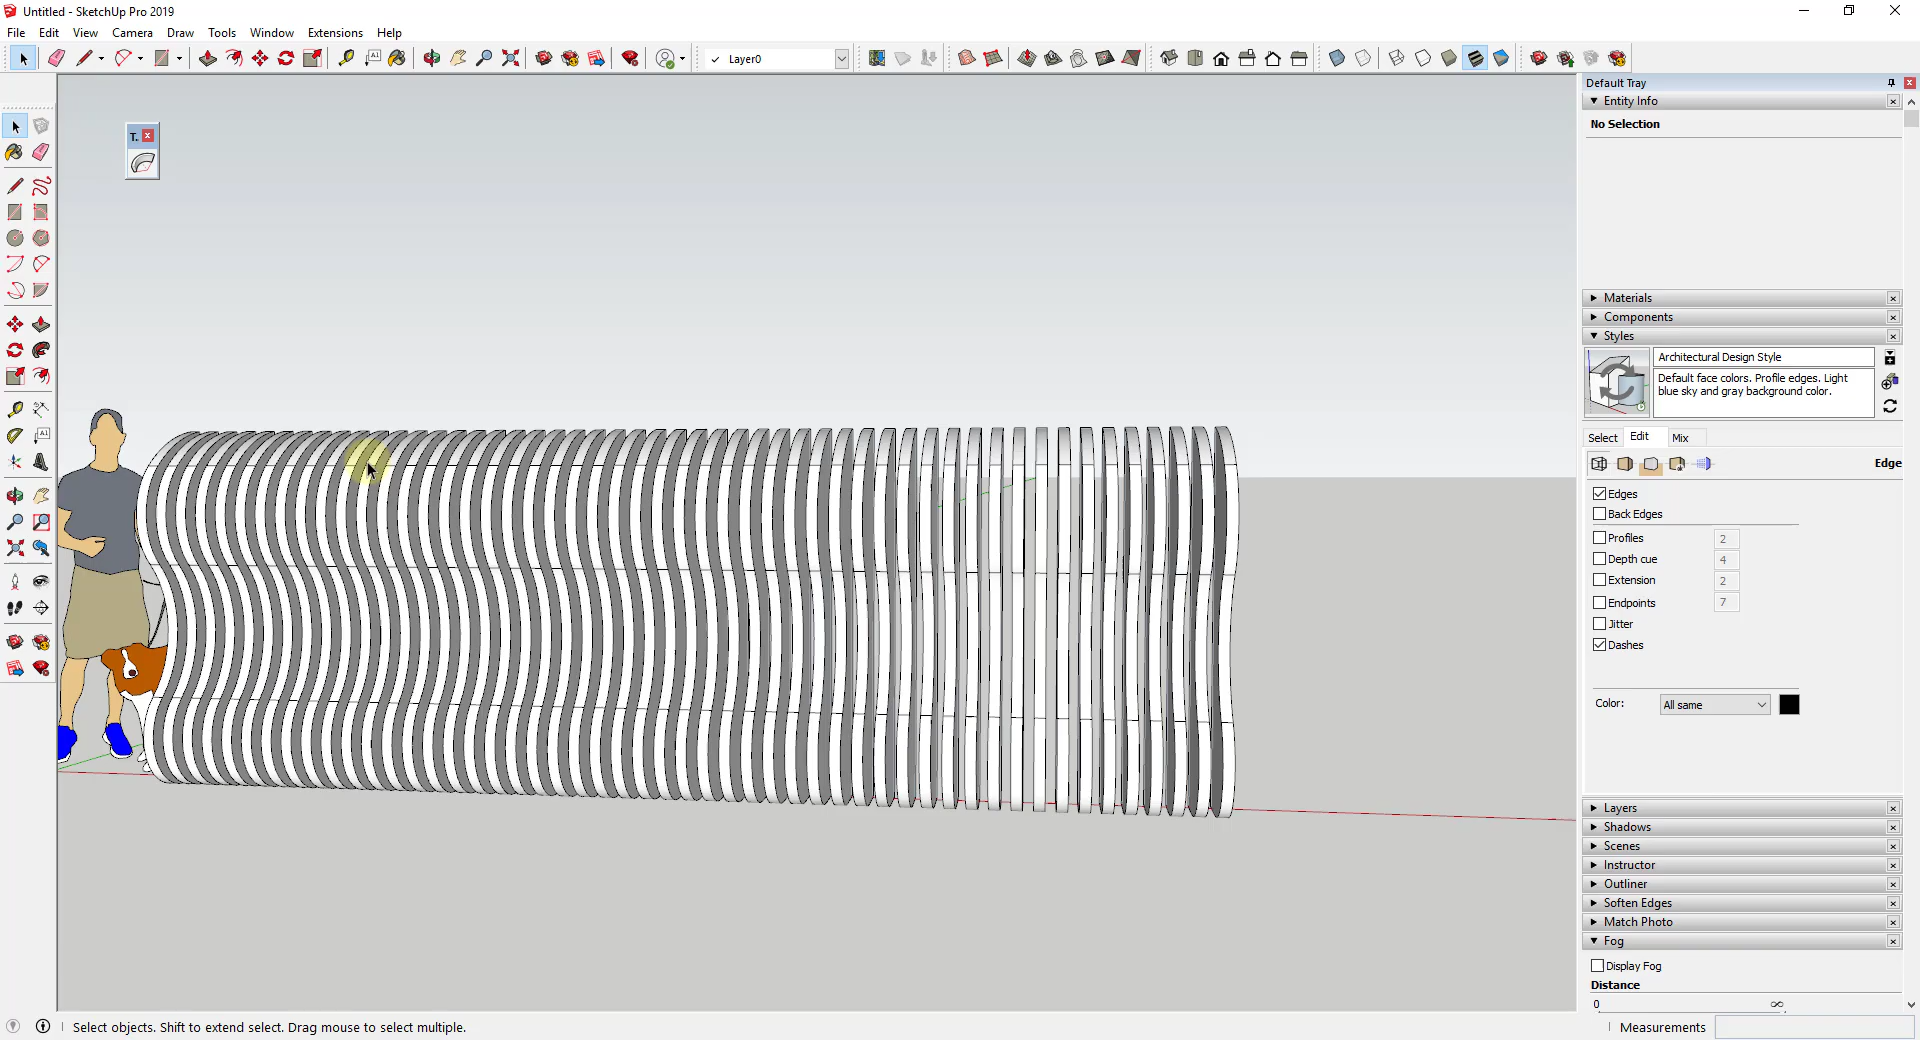 Untitled - SketchUp Pro 2019
File Edit View Camera Draw Tools Window Extensions Help
Layer0
T.
Default Tray
Entity Info
No Selection
Materials
Components
Styles
Architectural Design Style
Default face colors. Profile edges. Light
blue sky and gray background color.
Select Edit Mix
Edge
Edges
Back Edges
Profiles 2
Depth cue 4
Extension 2
Endpoints 7
Jitter
Dashes
Color: All same
Layers
Shadows
Scenes
Instructor
Outliner
Soften Edges
Match Photo
Fog
Display Fog
Distance
0 ∞
Select objects. Shift to extend select. Drag mouse to select multiple.
Measurements